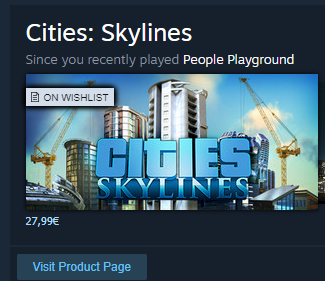 Cities: Skylines
Since you recently played People Playground
ON WISHLIST
CITIES
SKYLINES
27,99€
Visit Product Page